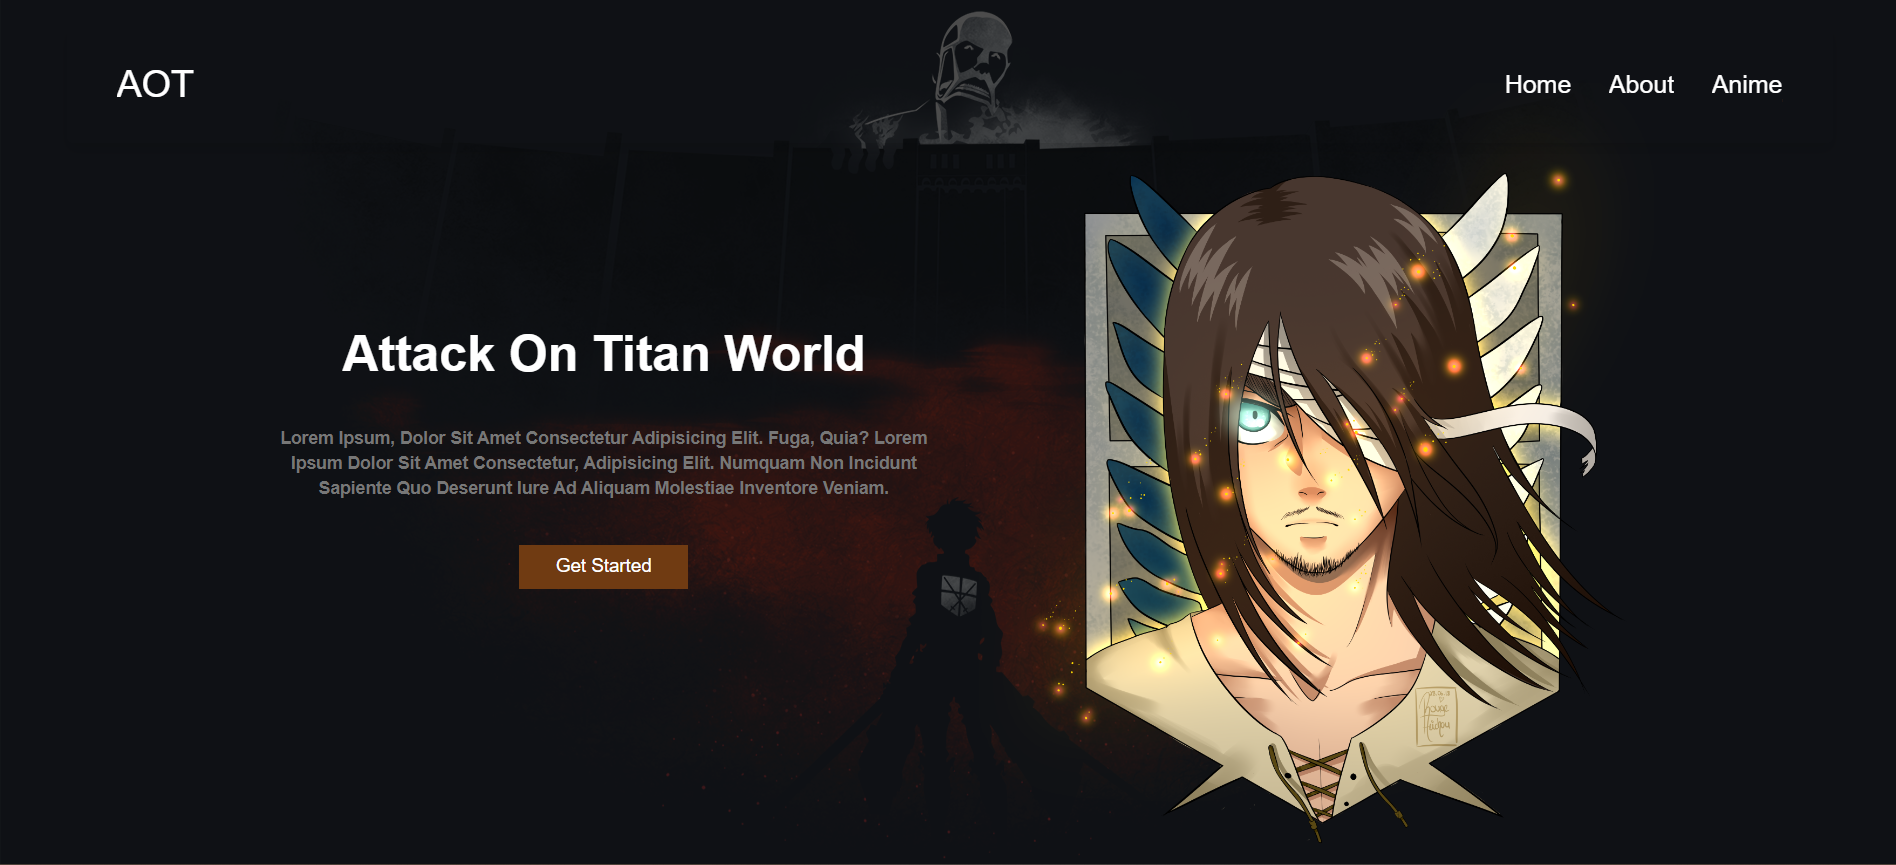 AOT
Home About Anime
Attack On Titan World
Lorem Ipsum, Dolor Sit Amet Consectetur Adipisicing Elit. Fuga, Quia? Lorem
Ipsum Dolor Sit Amet Consectetur, Adipisicing Elit. Numquam Non Incidunt
Sapiente Quo Deserunt Iure Ad Aliquam Molestiae Inventore Veniam.
Get Started